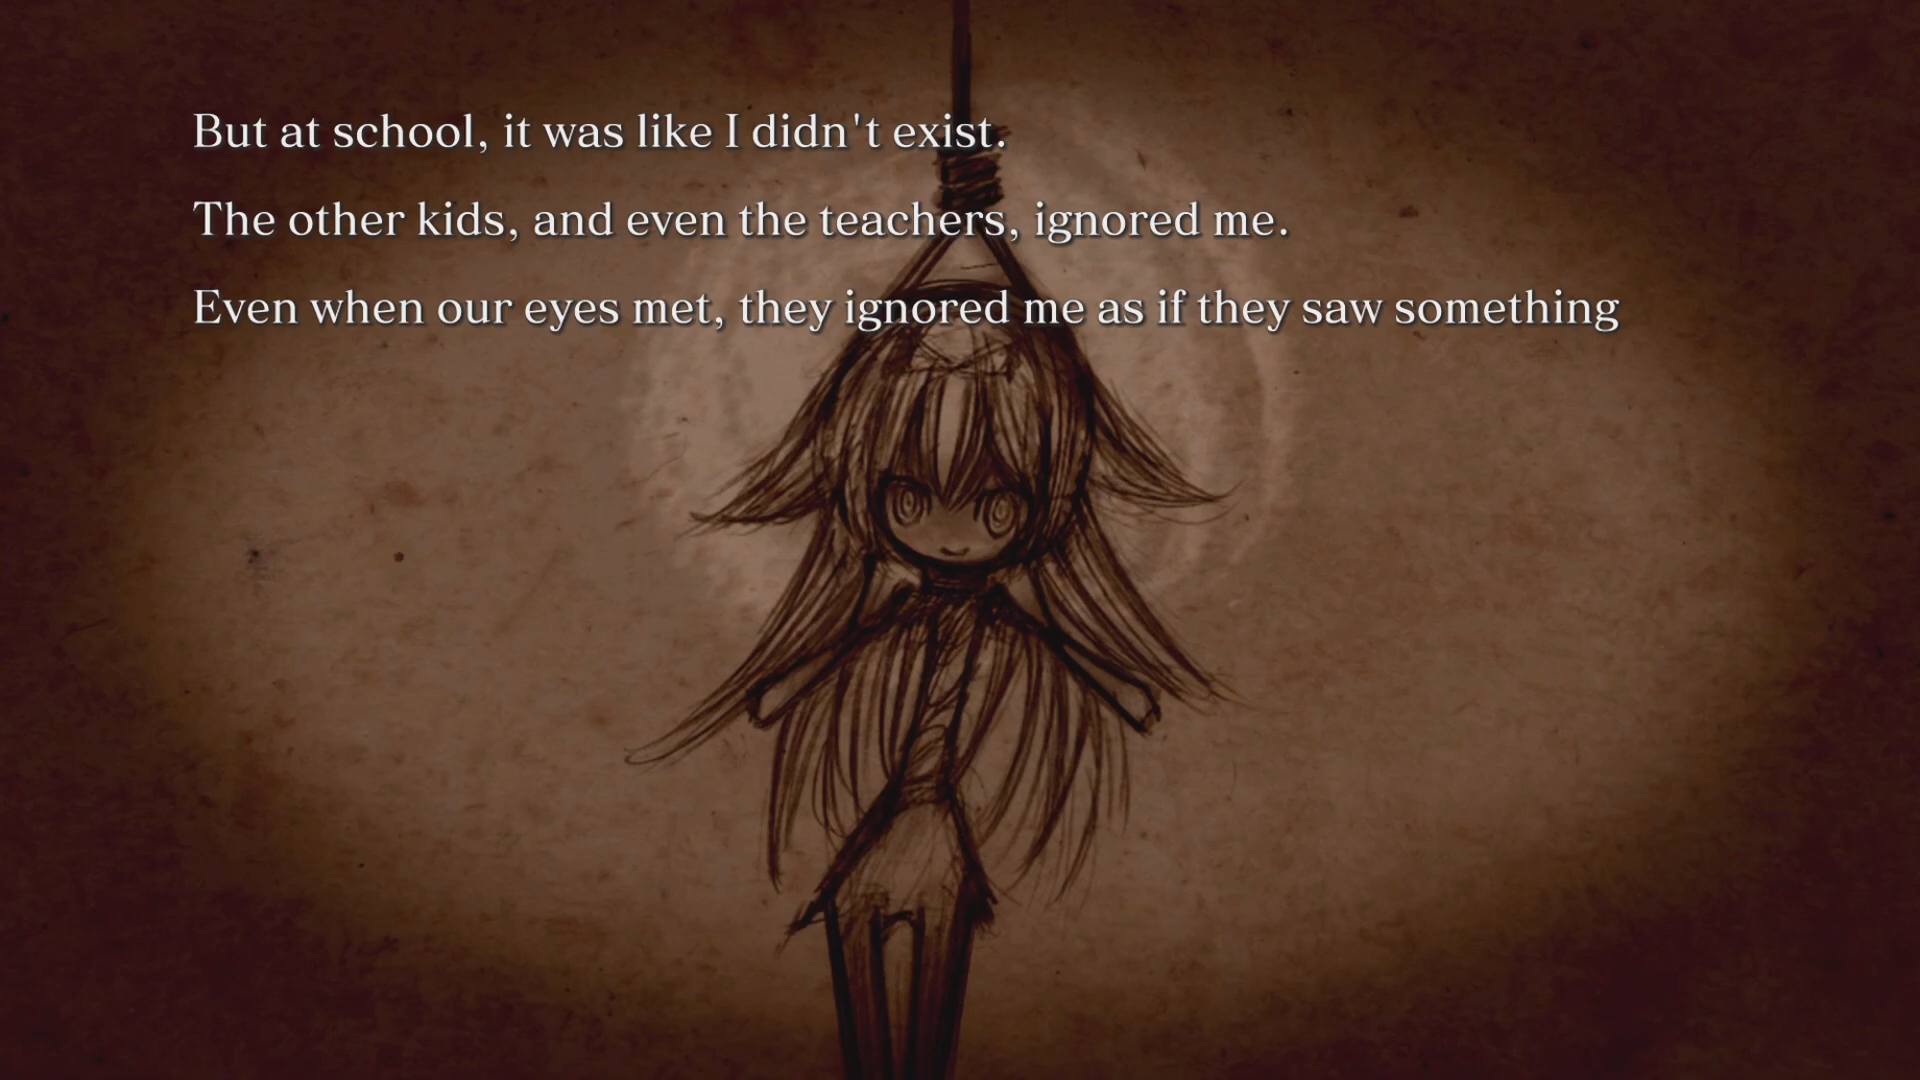 But at school, it was like I didn't exist.
The other kids, and even the teachers, ignored me.
Even when our eyes met, they ignored me as if they saw something